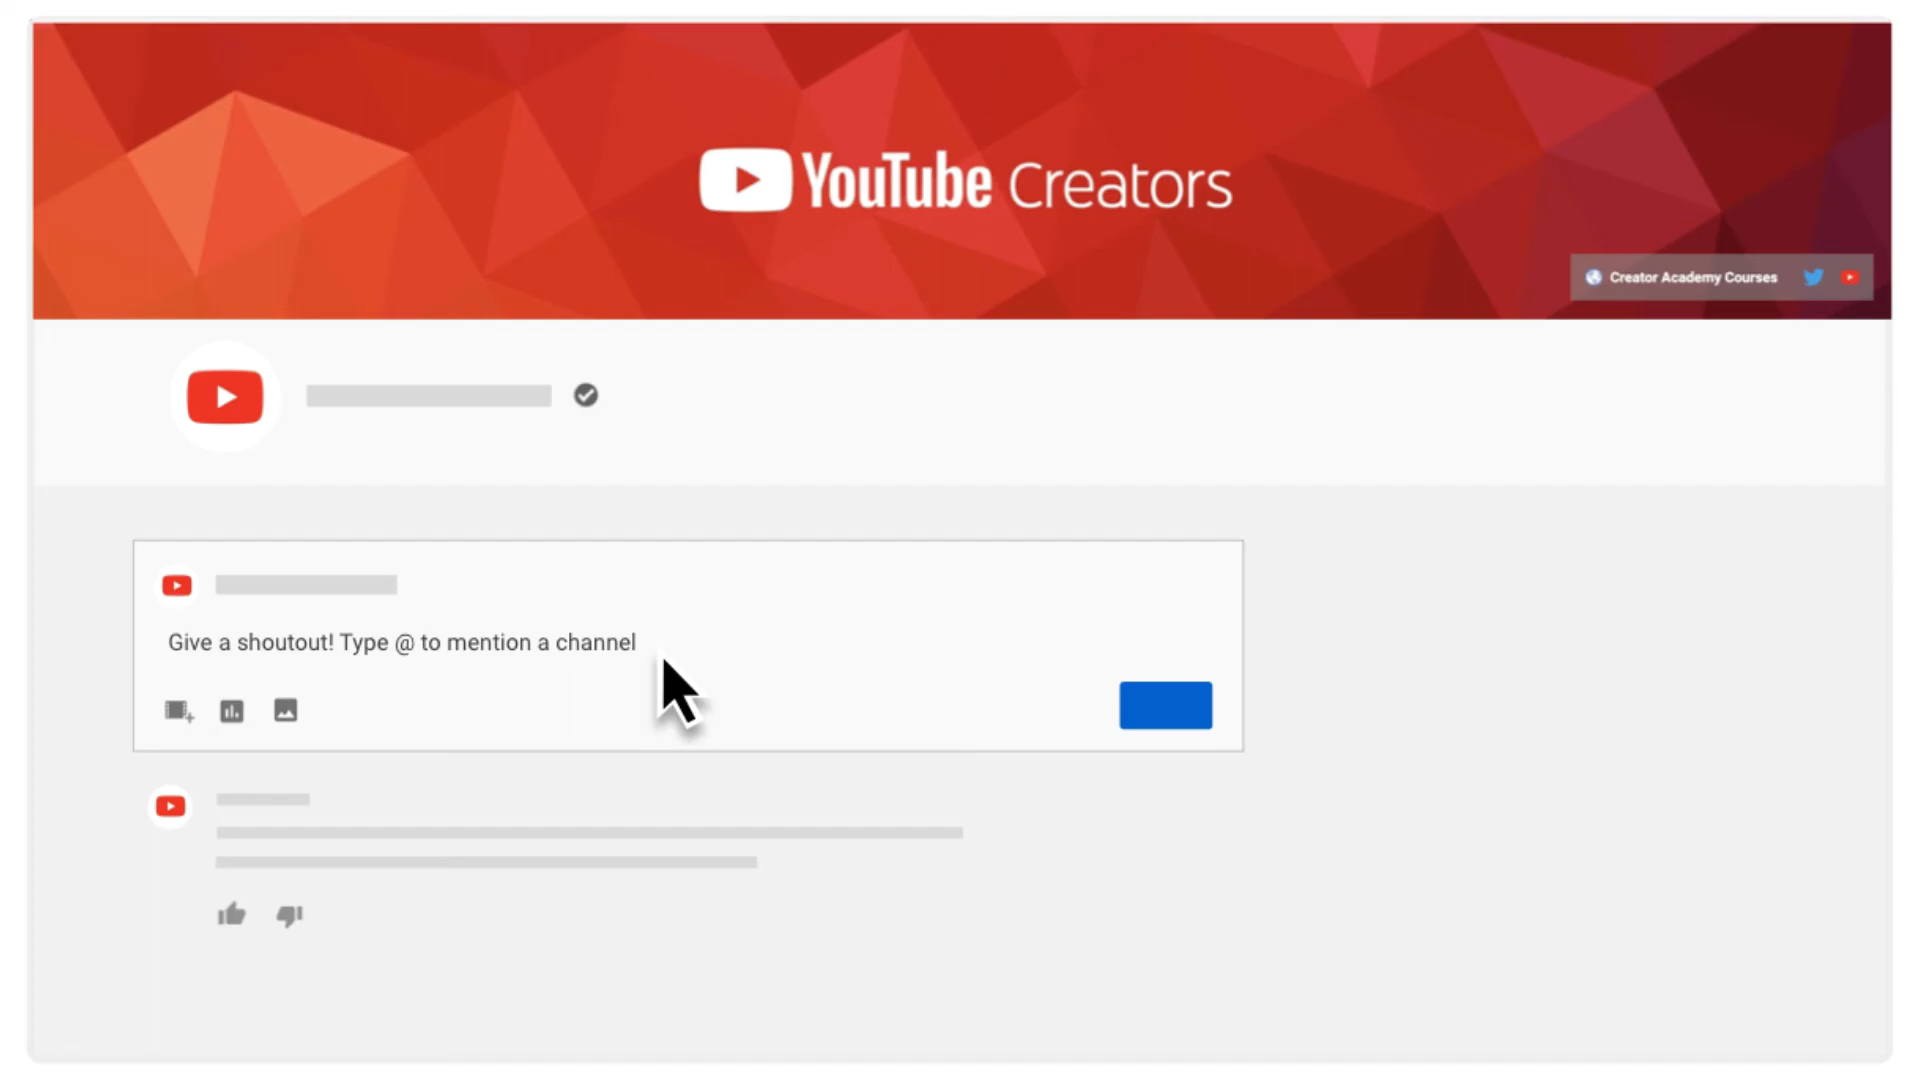 YouTube Creators
Creator Academy Courses
Give a shoutout! Type @ to mention a channel